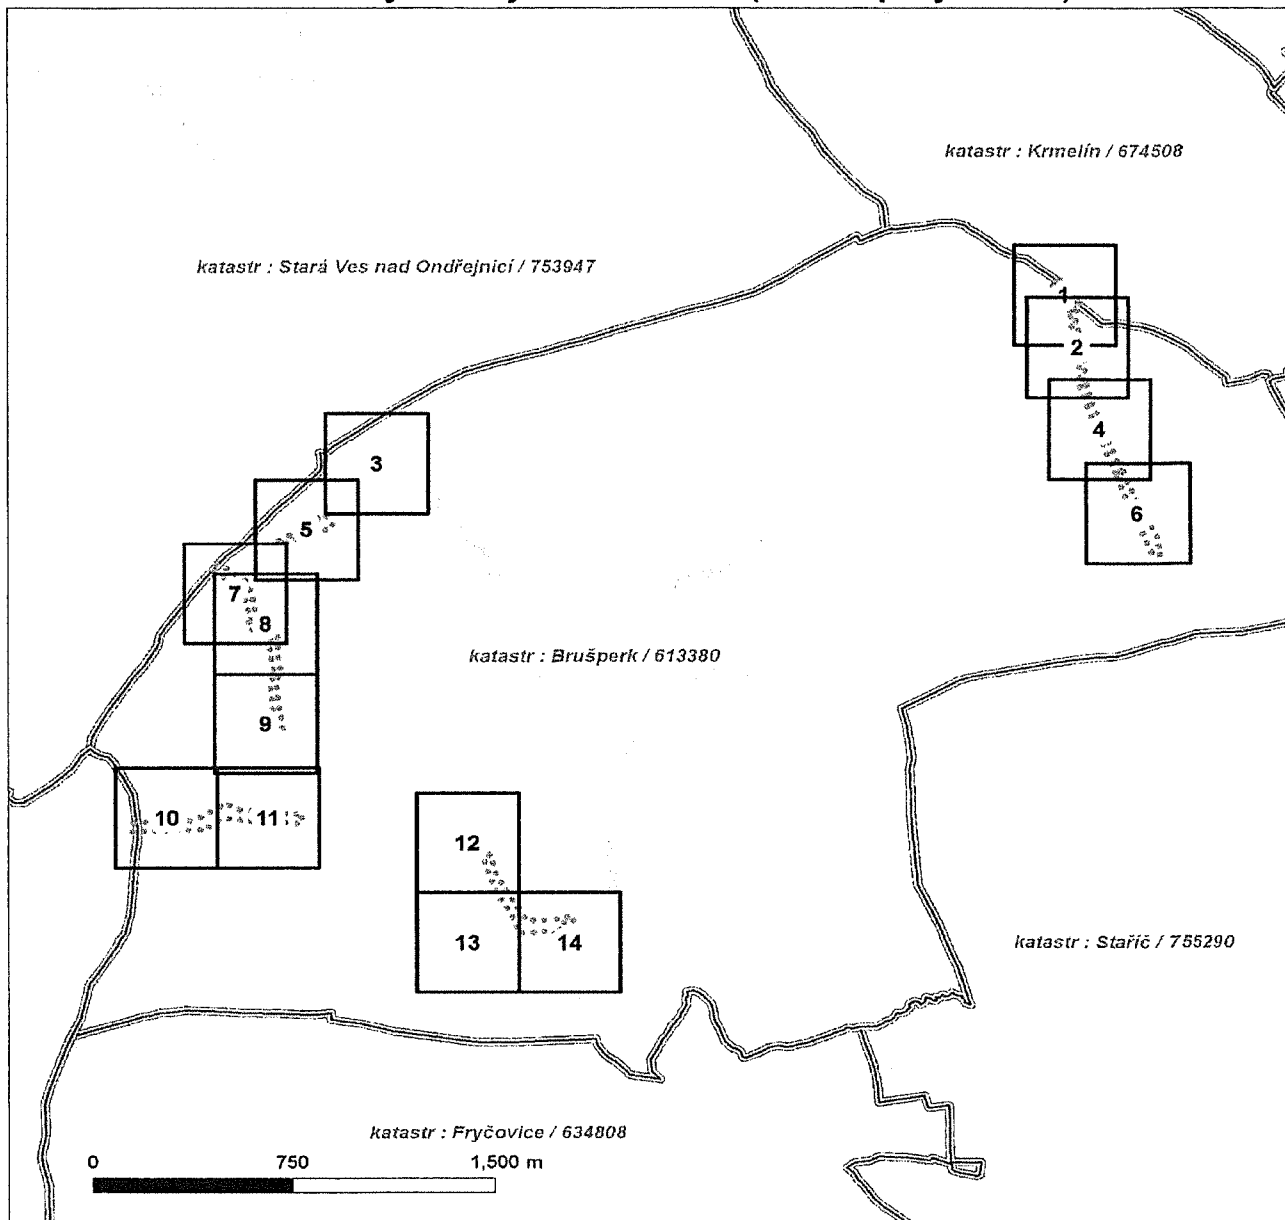 katastr : Krmelín / 674508
katastr : Stará Ves nad Ondřejnicí / 753947
1
2
3
4
5
6
7
8
katastr : Brušperk / 613380
9
10
11
12
13
14
katastr : Staříč / 755290
katastr : Fryčovice / 634808
0 750 1,500 m